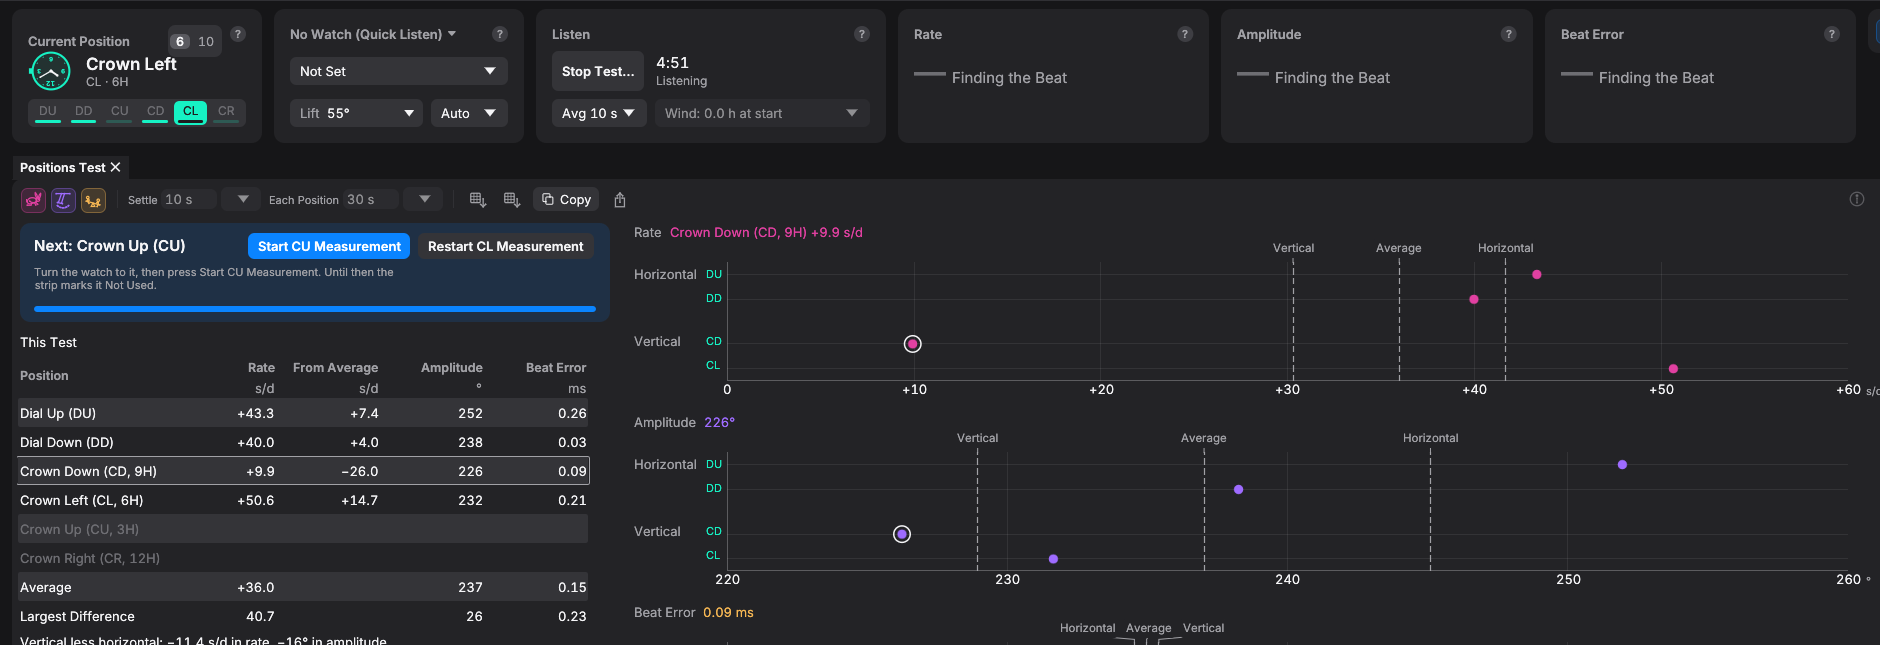 Current Position
6 10
?
Crown Left
CL · 6H
DU DD CU CD CL CR
No Watch (Quick Listen)
?
Not Set
Lift 55°
Auto
Listen
?
Stop Test...
4:51
Listening
Avg 10 s
Wind: 0.0 h at start
Rate
?
Finding the Beat
Amplitude
?
Finding the Beat
Beat Error
?
Finding the Beat
Positions Test
Settle 10 s
Each Position 30 s
Copy
Next: Crown Up (CU)
Start CU Measurement
Restart CL Measurement
Turn the watch to it, then press Start CU Measurement. Until then the
strip marks it Not Used.
This Test
Position Rate From Average Amplitude Beat Error
s/d s/d ° ms
Dial Up (DU) +43.3 +7.4 252 0.26
Dial Down (DD) +40.0 +4.0 238 0.03
Crown Down (CD, 9H) +9.9 −26.0 226 0.09
Crown Left (CL, 6H) +50.6 +14.7 232 0.21
Crown Up (CU, 3H)
Crown Right (CR, 12H)
Average +36.0 237 0.15
Largest Difference 40.7 26 0.23
Vertical less horizontal: −11.4 s/d in rate, −16° in amplitude
Rate Crown Down (CD, 9H) +9.9 s/d
Vertical Average Horizontal
Horizontal DU
DD
Vertical CD
CL
0 +10 +20 +30 +40 +50 +60 s/d
Amplitude 226°
Vertical Average Horizontal
Horizontal DU
DD
Vertical CD
CL
220 230 240 250 260 °
Beat Error 0.09 ms
Horizontal Average Vertical